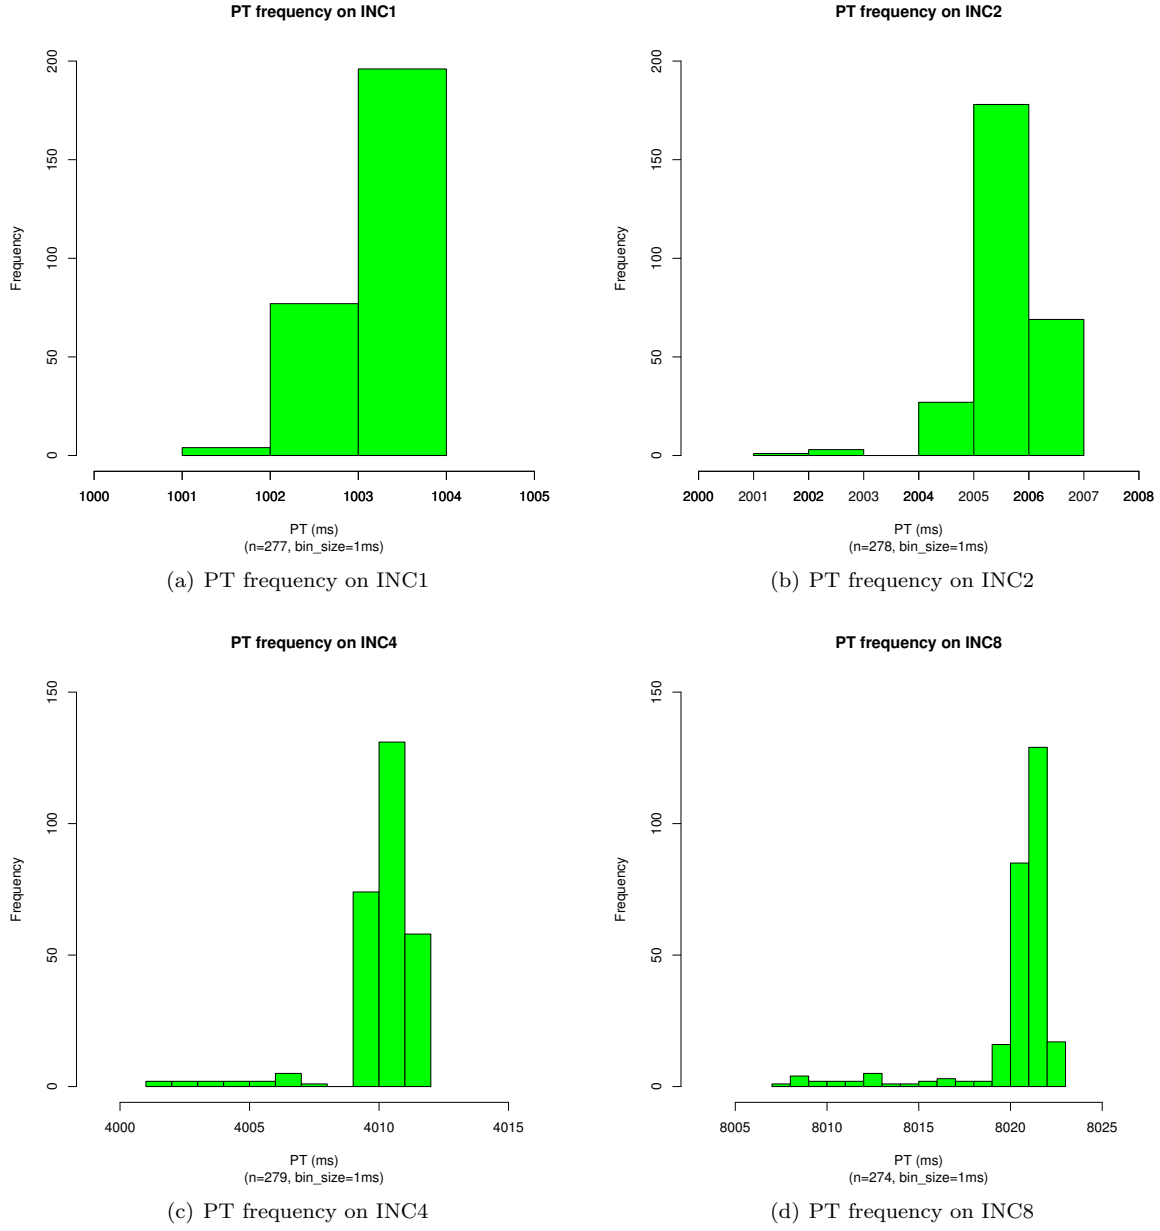 PT frequency on INC1
Frequency
0 50 100 150 200
1000 1001 1002 1003 1004 1005
PT (ms)
(n=277, bin_size=1ms)
(a) PT frequency on INC1
PT frequency on INC2
Frequency
0 50 100 150 200
2000 2001 2002 2003 2004 2005 2006 2007 2008
PT (ms)
(n=278, bin_size=1ms)
(b) PT frequency on INC2
PT frequency on INC4
Frequency
0 50 100 150
4000 4005 4010 4015
PT (ms)
(n=279, bin_size=1ms)
(c) PT frequency on INC4
PT frequency on INC8
Frequency
0 50 100 150
8005 8010 8015 8020 8025
PT (ms)
(n=274, bin_size=1ms)
(d) PT frequency on INC8